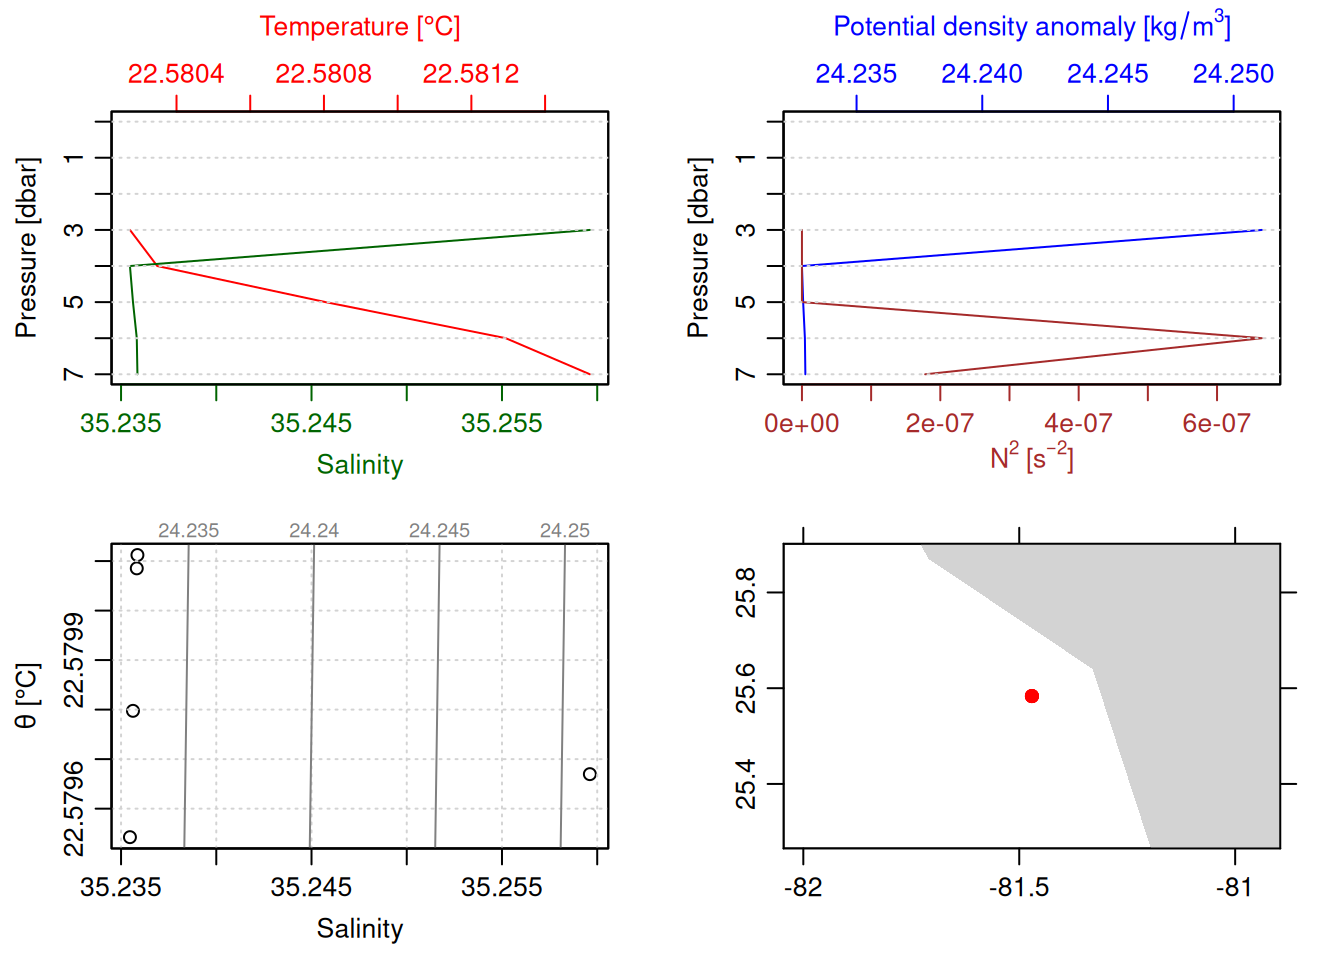 Temperature [°C]
22.5804 22.5808 22.5812
Pressure [dbar]
1
3
5
7
35.235 35.245 35.255
Salinity
Potential density anomaly [kg/m³]
24.235 24.240 24.245 24.250
Pressure [dbar]
1
3
5
7
0e+00 2e-07 4e-07 6e-07
N² [s⁻²]
24.235 24.24 24.245 24.25
θ [°C]
22.5799
22.5796
35.235 35.245 35.255
Salinity
25.8
25.6
25.4
-82 -81.5 -81